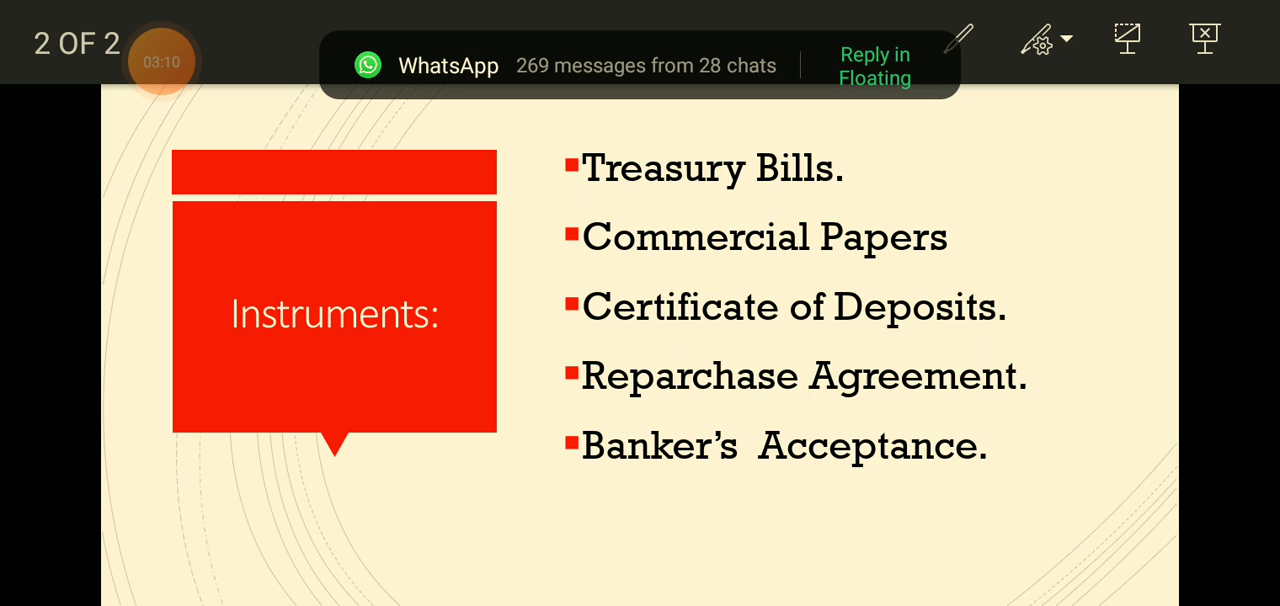 2 OF 2
03:10
WhatsApp 269 messages from 28 chats
Reply in
Floating
Instruments:
Treasury Bills.
Commercial Papers
Certificate of Deposits.
Reparchase Agreement.
Banker’s Acceptance.